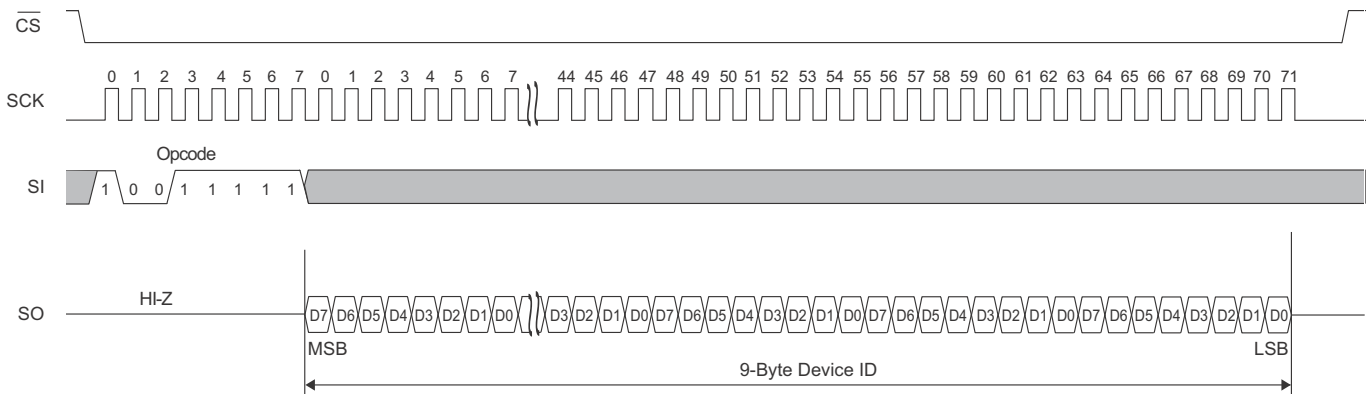 CS
0 1 2 3 4 5 6 7 0 1 2 3 4 5 6 7 44 45 46 47 48 49 50 51 52 53 54 55 56 57 58 59 60 61 62 63 64 65 66 67 68 69 70 71
SCK
Opcode
SI 1 0 0 1 1 1 1 1
HI-Z
SO D7 D6 D5 D4 D3 D2 D1 D0 D3 D2 D1 D0 D7 D6 D5 D4 D3 D2 D1 D0 D7 D6 D5 D4 D3 D2 D1 D0 D7 D6 D5 D4 D3 D2 D1 D0
MSB LSB
9-Byte Device ID